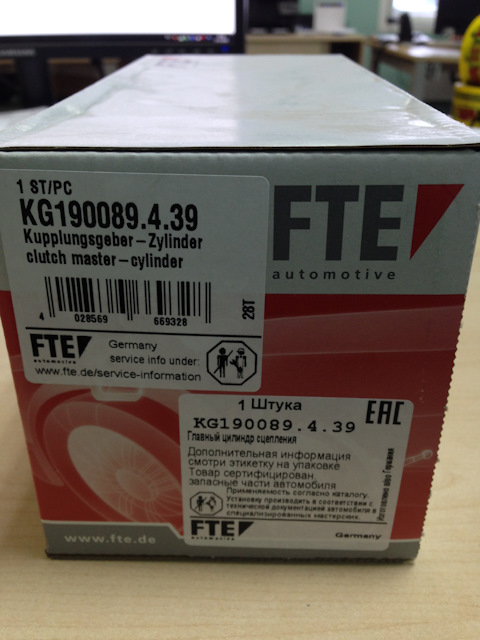 1 ST/PC
KG190089.4.39
Kupplungsgeber-Zylinder
clutch master-cylinder
4 028569 669328
28T
FTE
automotive
Germany
service info under:
www.fte.de/service-information
FTE
automotive
1 Штука
KG190089.4.39
Главный цилиндр сцепления
EAC
Дополнительная информация
смотри этикетку на упаковке
Товар сертифицирован.
запасные части автомобиля
Применяемость согласно каталогу.
Установку производить в соответствии с
технической документацией автомобиля в
специализированных мастерских.
FTE
automotive
Germany
www.fte.de